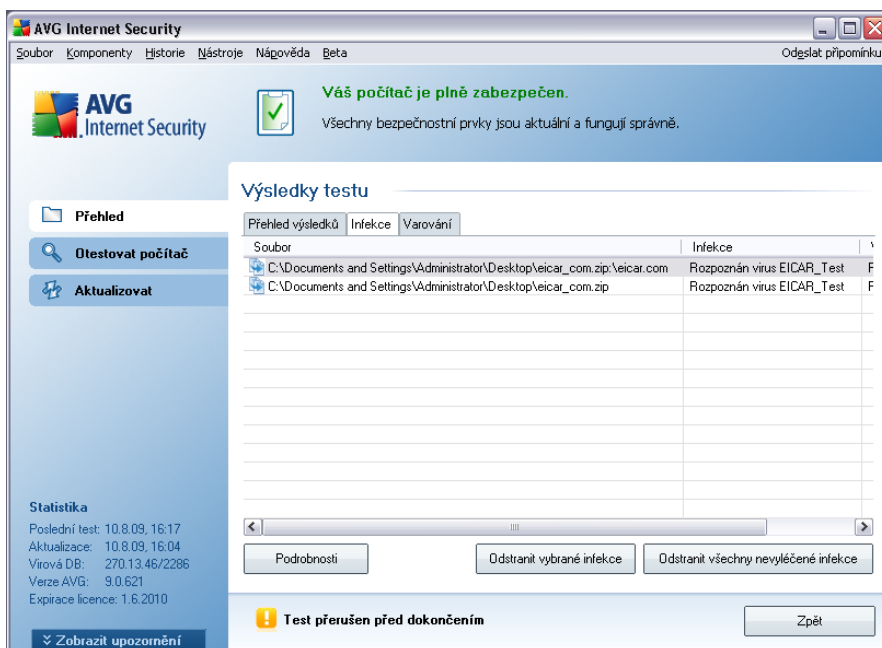 AVG Internet Security
Soubor Komponenty Historie Nástroje Nápověda Beta Odeslat připomínku
AVG
Internet Security
Váš počítač je plně zabezpečen.
Všechny bezpečnostní prvky jsou aktuální a fungují správně.
Přehled
Otestovat počítač
Aktualizovat
Výsledky testu
Přehled výsledků Infekce Varování
Soubor Infekce
C:\Documents and Settings\Administrator\Desktop\eicar_com.zip:\eicar.com Rozpoznán virus EICAR_Test
C:\Documents and Settings\Administrator\Desktop\eicar_com.zip Rozpoznán virus EICAR_Test
Podrobnosti Odstranit vybrané infekce Odstranit všechny nevyléčené infekce
Statistika
Poslední test: 10.8.09, 16:17
Aktualizace: 10.8.09, 16:04
Virová DB: 270.13.46/2286
Verze AVG: 9.0.621
Expirace licence: 1.6.2010
Zobrazit upozornění
Test přerušen před dokončením
Zpět